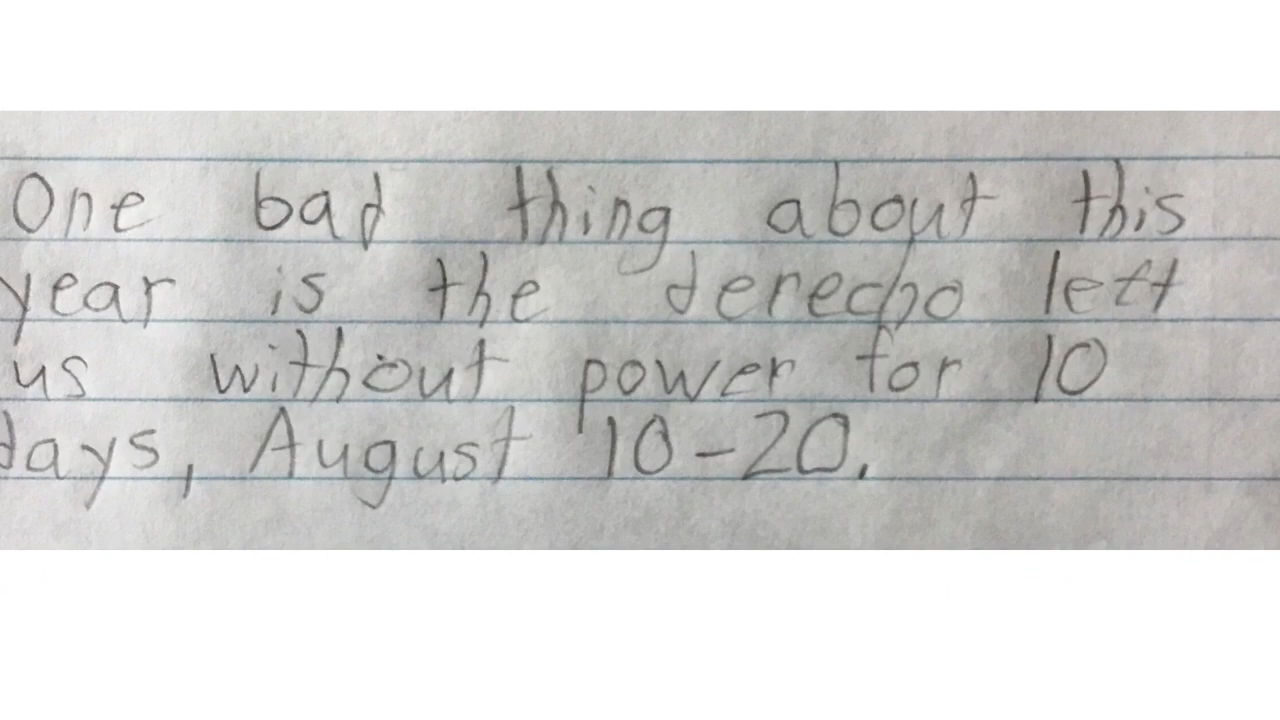 One bad thing about this
year is the derecho left
us without power for 10
days, August 10-20.